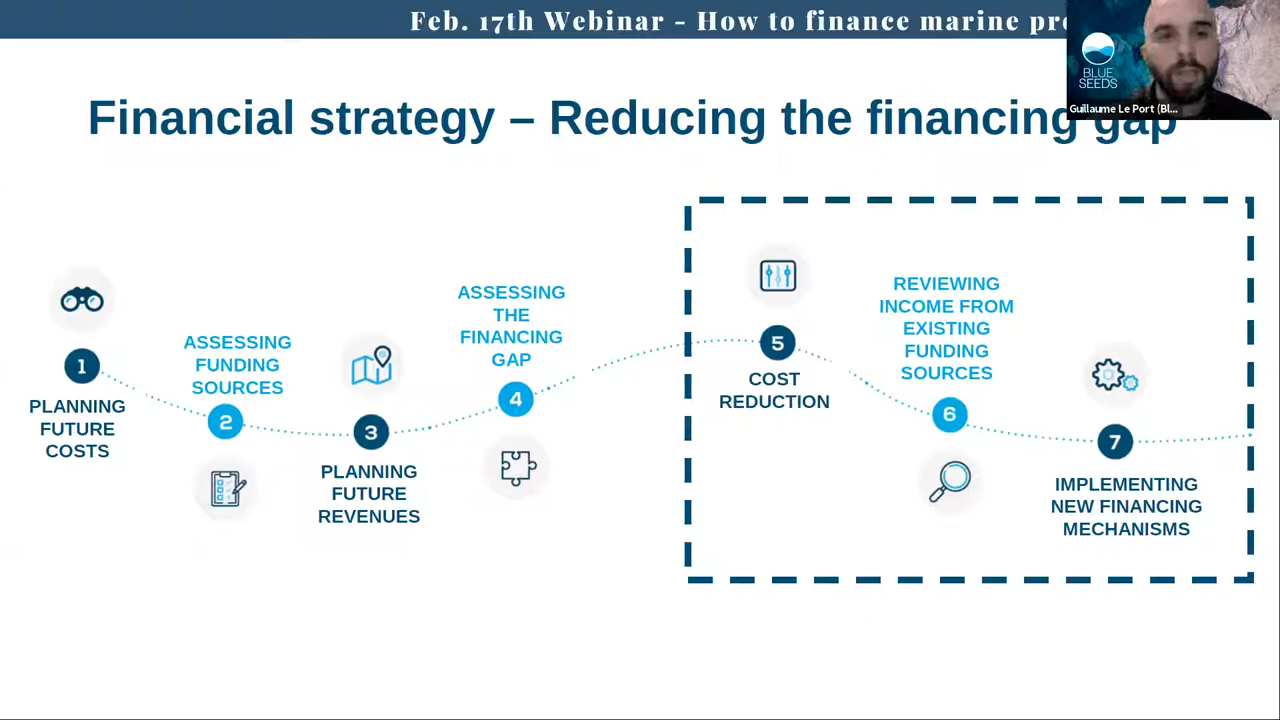 Feb. 17th Webinar - How to finance marine
BLUE
SEEDS
Guillaume Le Port (Bl...
Financial strategy – Reducing the financing gap
1
PLANNING
FUTURE
COSTS
ASSESSING
FUNDING
SOURCES
2
3
PLANNING
FUTURE
REVENUES
ASSESSING
THE
FINANCING
GAP
4
5
COST
REDUCTION
REVIEWING
INCOME FROM
EXISTING
FUNDING
SOURCES
6
7
IMPLEMENTING
NEW FINANCING
MECHANISMS